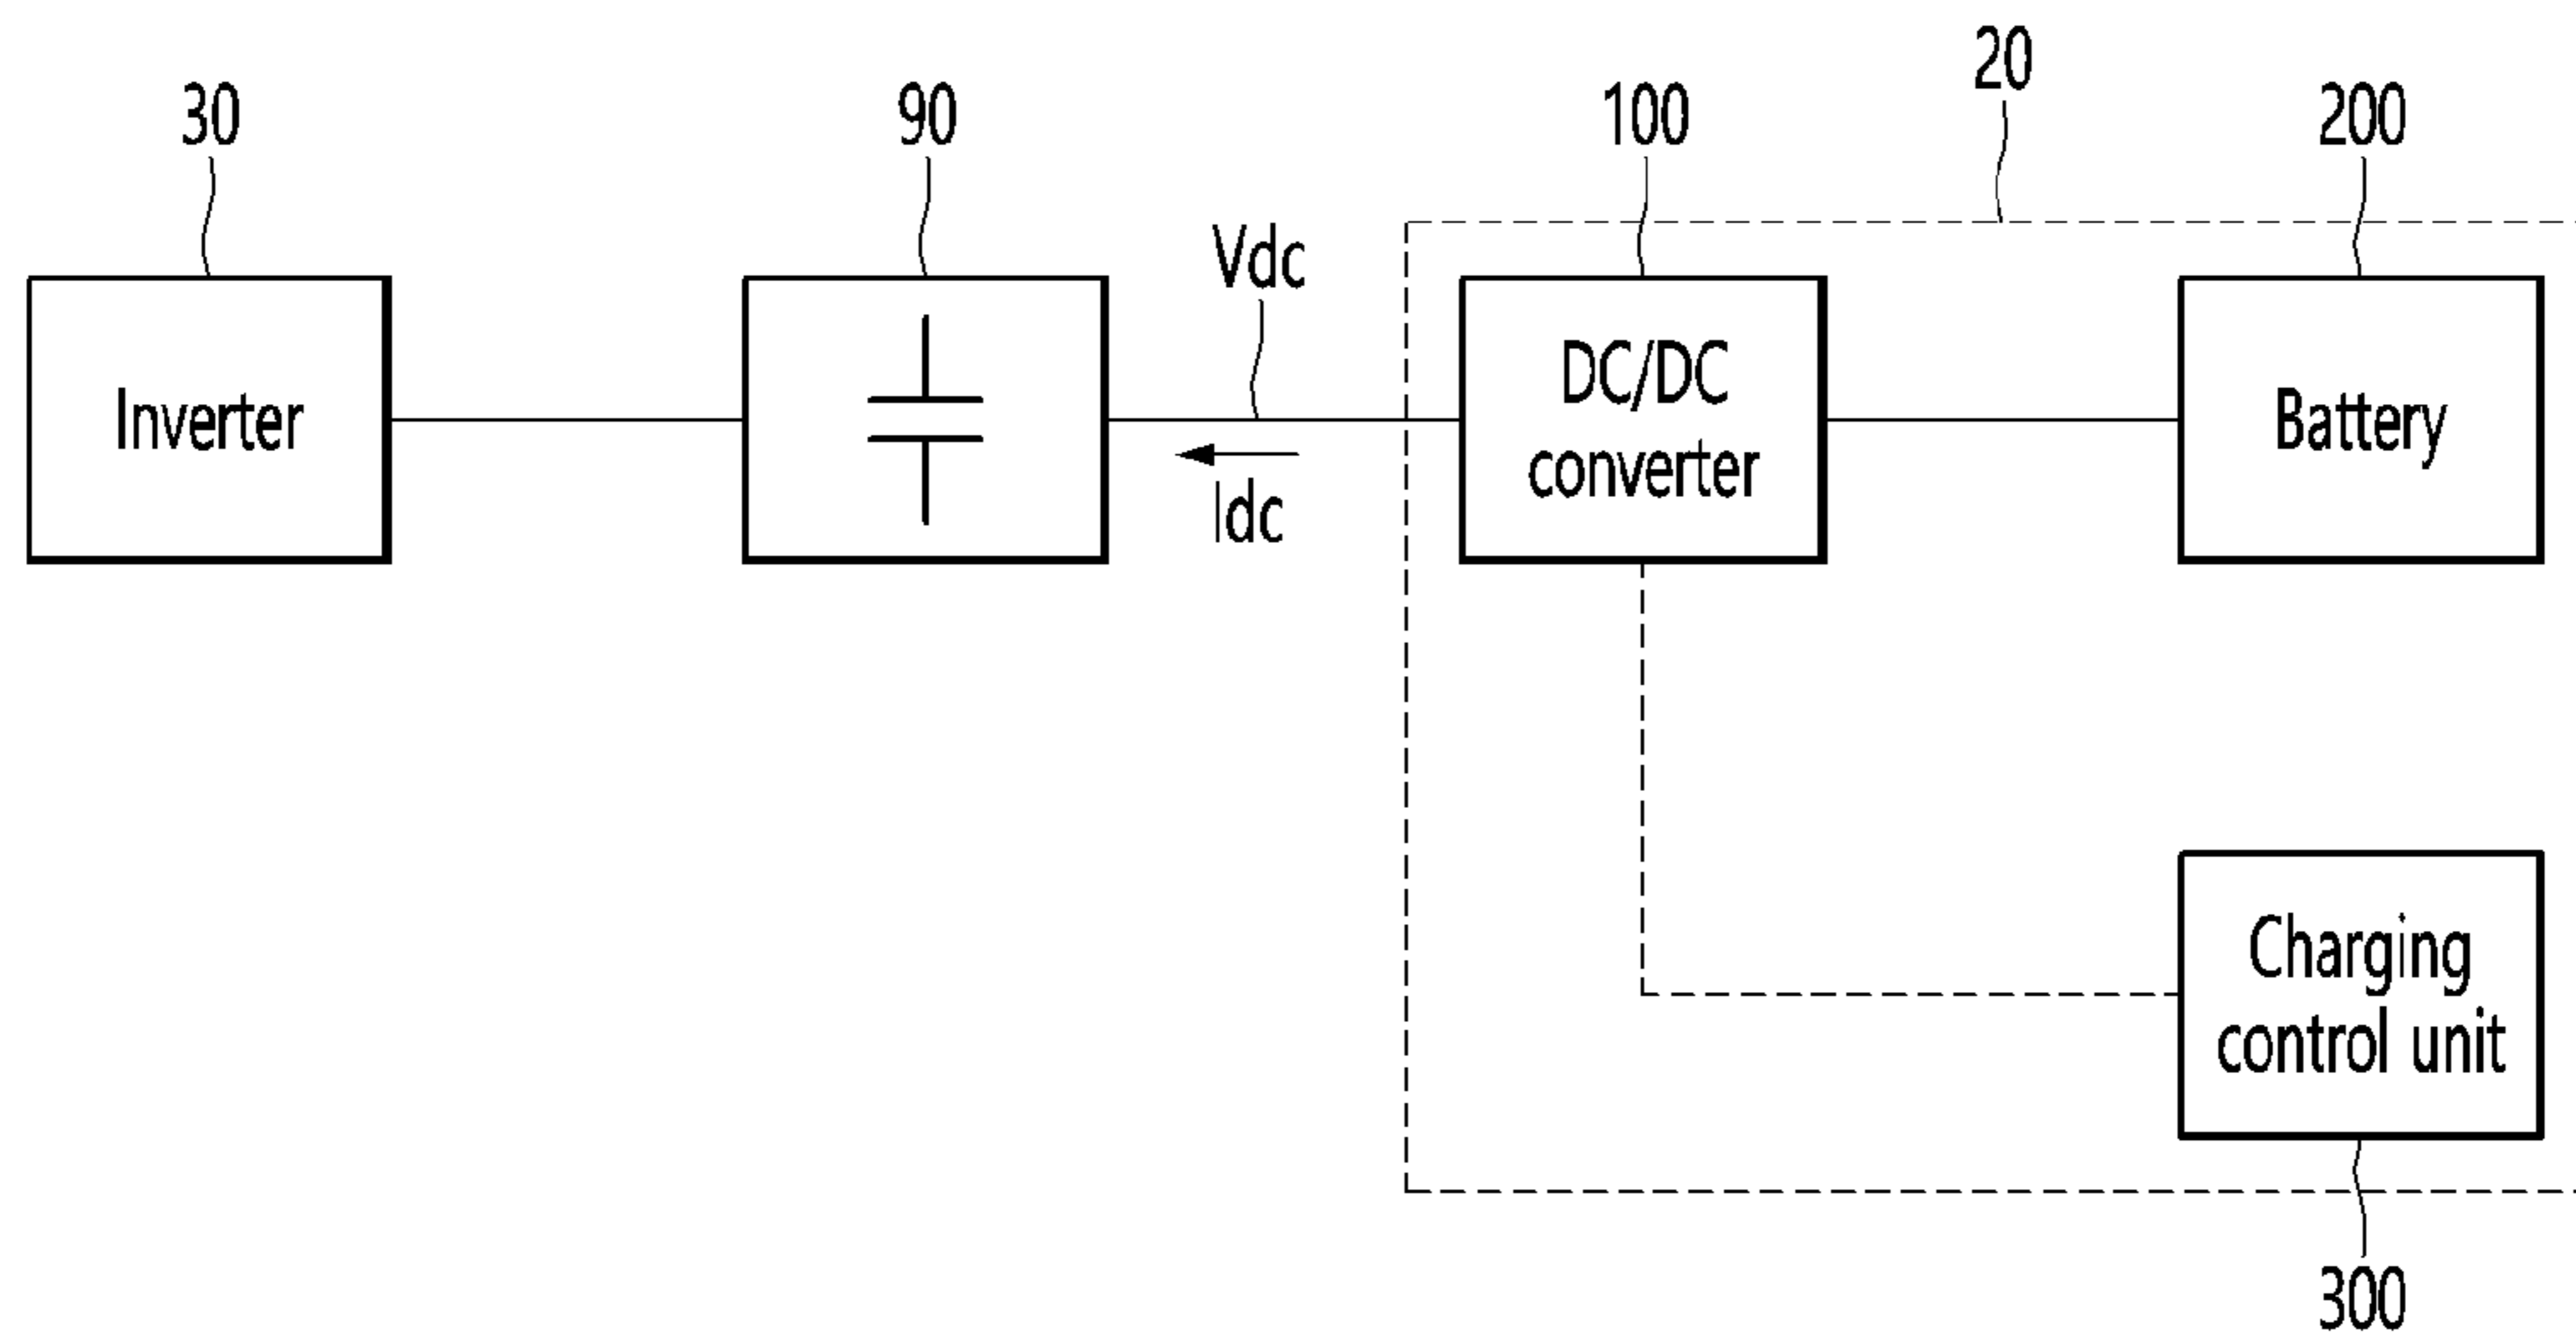 20
30
90
100
200
Vdc
Inverter
DC/DC
converter
Battery
Idc
Charging
control unit
300